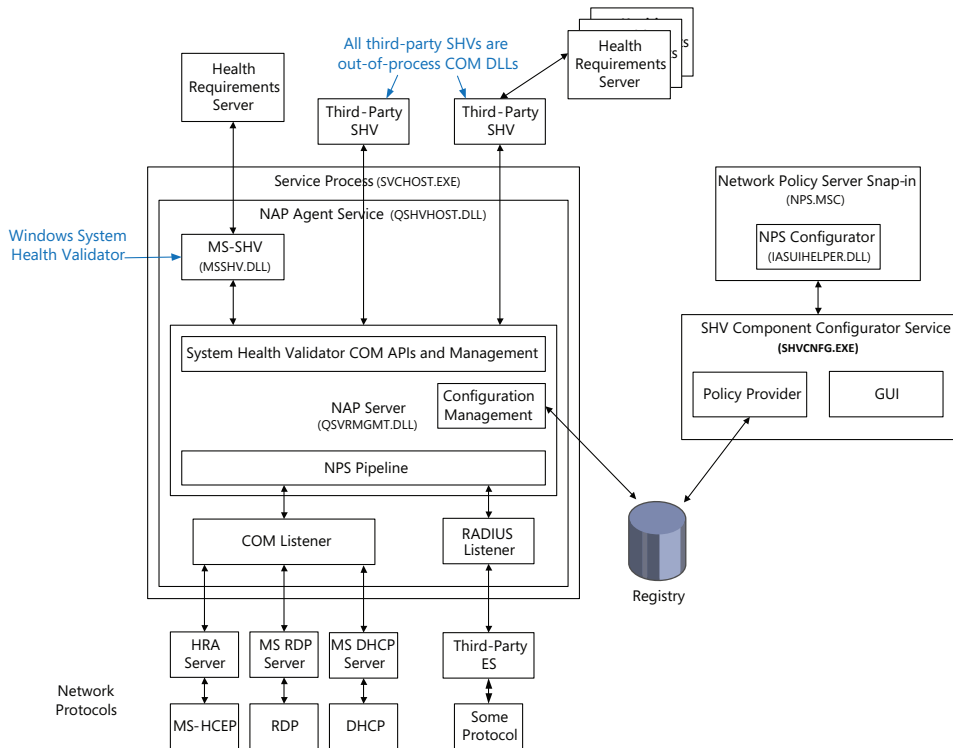 All third-party SHVs are
out-of-process COM DLLs
Health
Requirements
Server
Health
Requirements
Server
Third-Party
SHV
Third-Party
SHV
Service Process (SVCHOST.EXE)
NAP Agent Service (QSHVHOST.DLL)
Windows System
Health Validator
MS-SHV
(MSSHV.DLL)
System Health Validator COM APIs and Management
NAP Server
(QSVRMGMT.DLL)
Configuration
Management
NPS Pipeline
COM Listener
RADIUS
Listener
Network Policy Server Snap-in
(NPS.MSC)
NPS Configurator
(IASUIHELPER.DLL)
SHV Component Configurator Service
(SHVCNFG.EXE)
Policy Provider
GUI
Registry
HRA
Server
MS RDP
Server
MS DHCP
Server
Third-Party
ES
Network
Protocols
MS-HCEP
RDP
DHCP
Some
Protocol